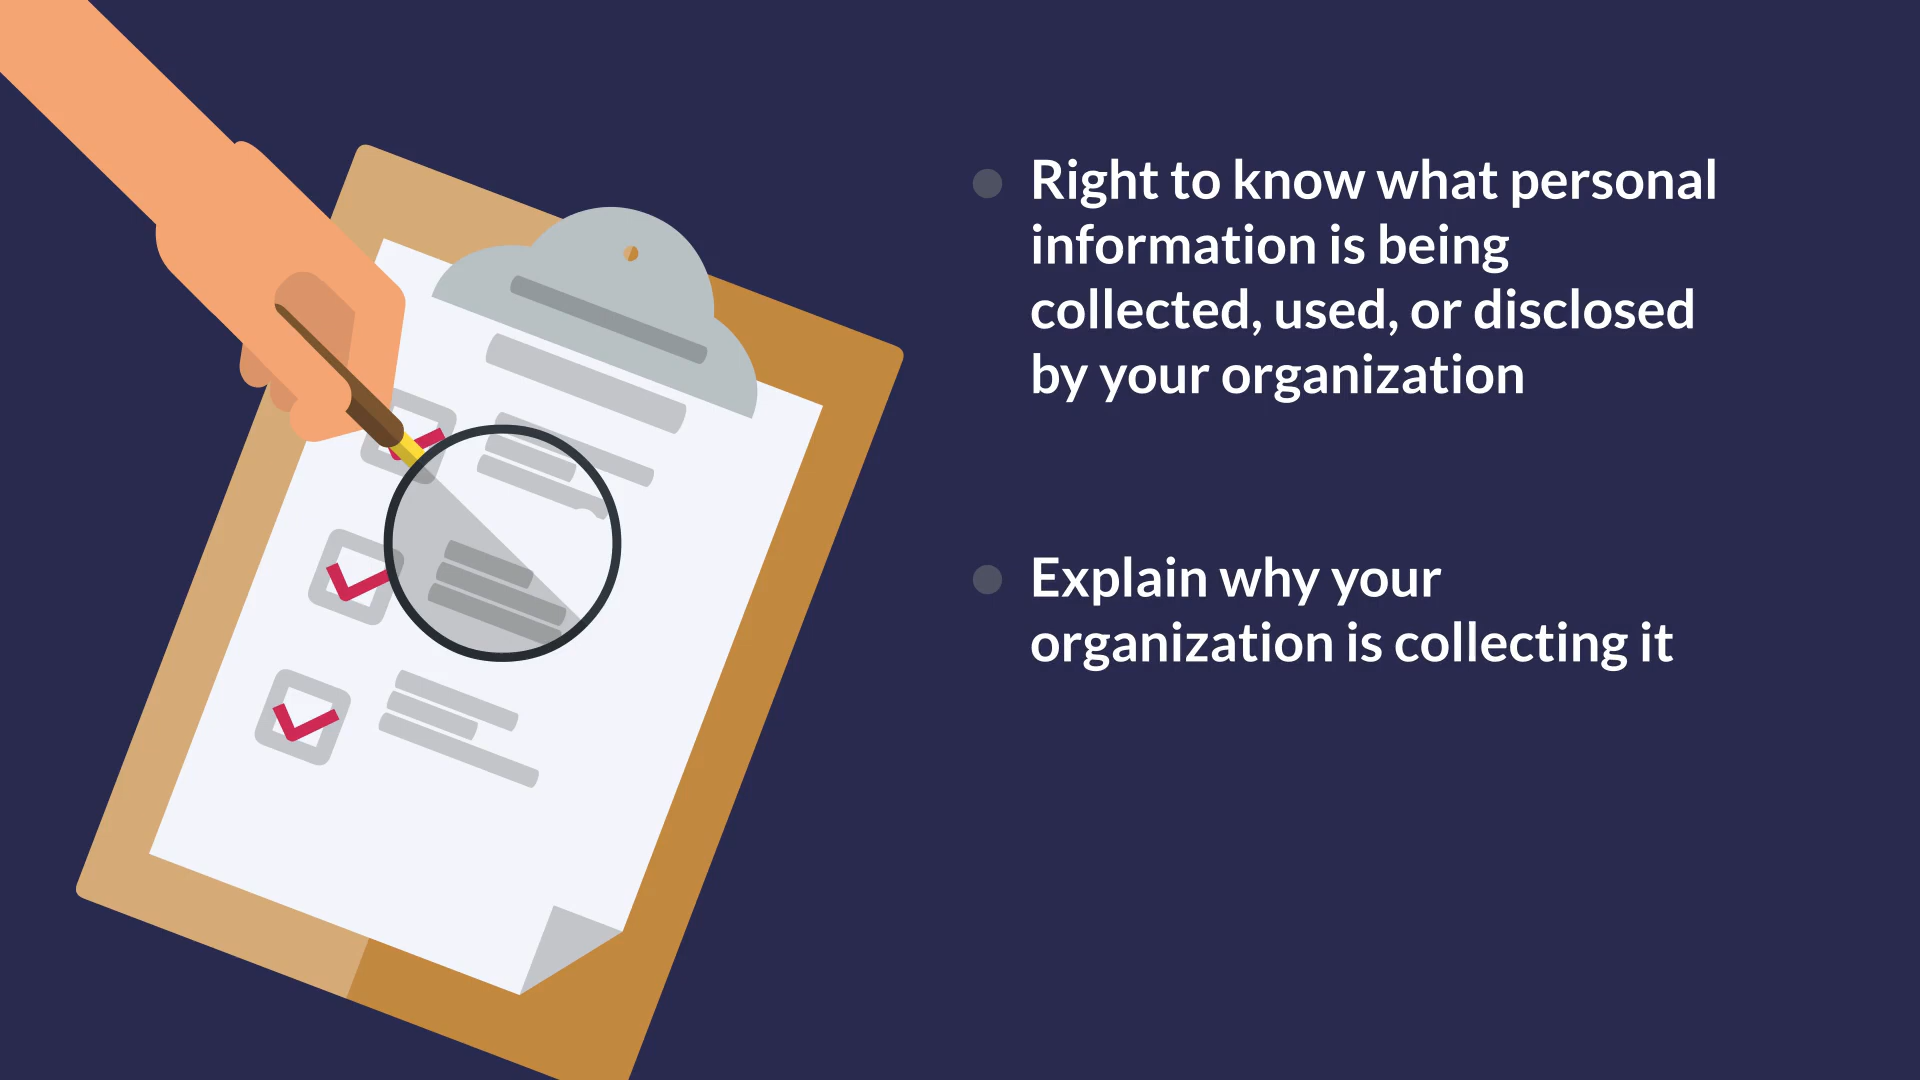 Right to know what personal
information is being
collected, used, or disclosed
by your organization
Explain why your
organization is collecting it